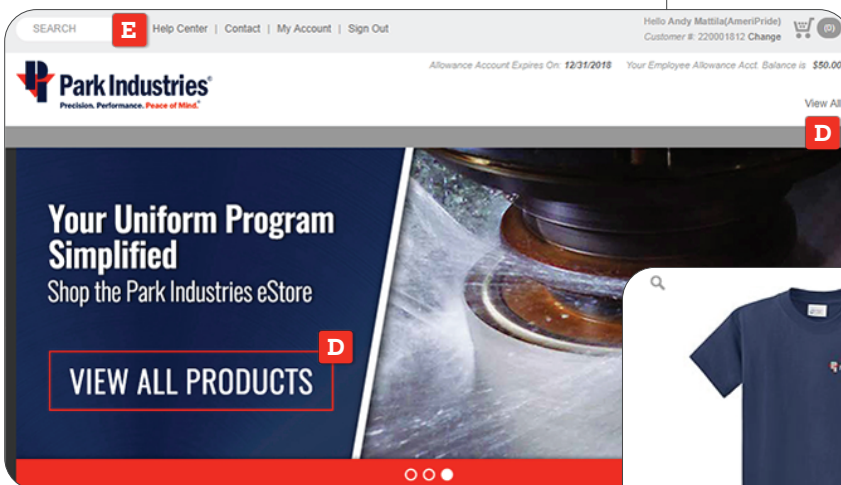 SEARCH E Help Center | Contact | My Account | Sign Out
Hello Andy Mattila(AmeriPride) (0)
Customer #: 220001812 Change
Allowance Account Expires On: 12/31/2018 Your Employee Allowance Acct. Balance is $50.00
Park Industries®
Precision. Performance. Peace of Mind.®
View All
D
Your Uniform Program
Simplified
Shop the Park Industries eStore
D
VIEW ALL PRODUCTS